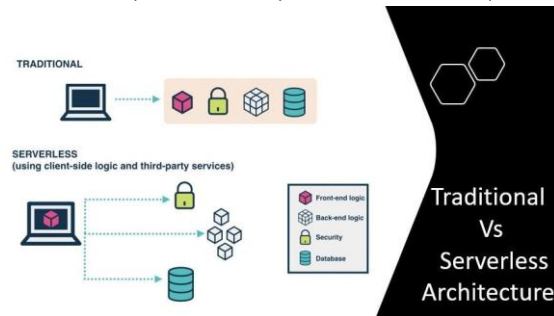 TRADITIONAL
SERVERLESS
(using client-side logic and third-party services)
Front-end logic
Back-end logic
Security
Database
Traditional
Vs
Serverless
Architecture